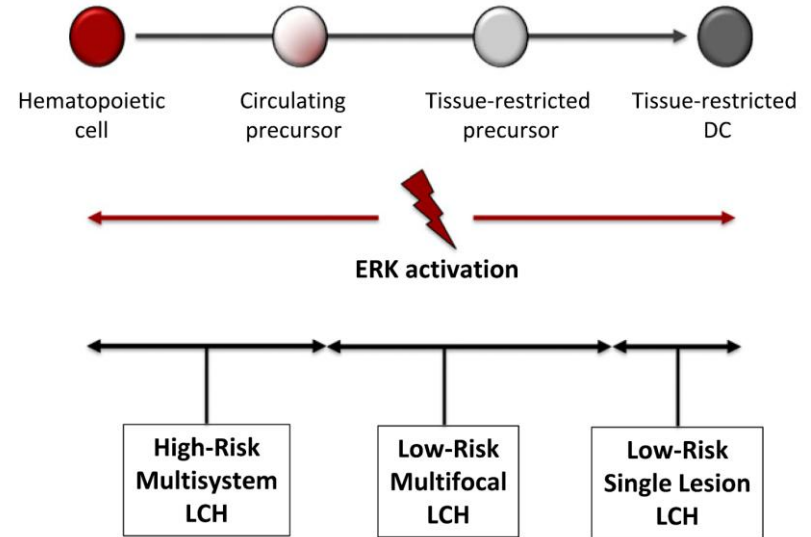 Hematopoietic
cell
Circulating
precursor
Tissue-restricted
precursor
Tissue-restricted
DC
ERK activation
High-Risk
Multisystem
LCH
Low-Risk
Multifocal
LCH
Low-Risk
Single Lesion
LCH